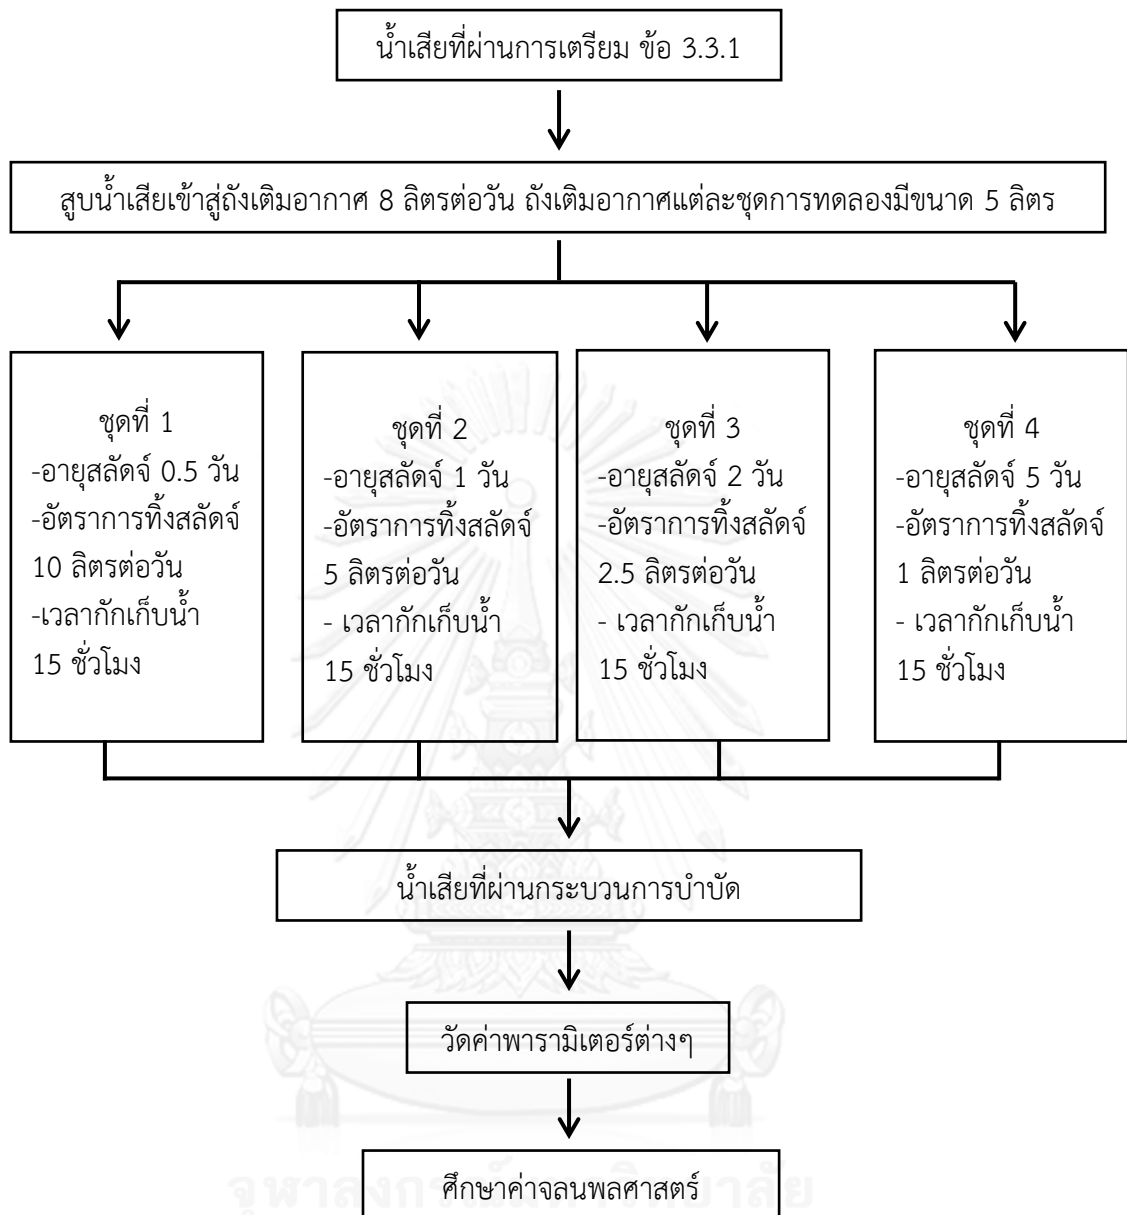 น้ำเสียที่ผ่านการเตรียม ข้อ 3.3.1
สูบน้ำเสียเข้าสู่ถังเติมอากาศ 8 ลิตรต่อวัน ถังเติมอากาศแต่ละชุดการทดลองมีขนาด 5 ลิตร
ชุดที่ 1
-อายุสลัดจ์ 0.5 วัน
-อัตราการทิ้งสลัดจ์
10 ลิตรต่อวัน
-เวลากักเก็บน้ำ
15 ชั่วโมง
ชุดที่ 2
-อายุสลัดจ์ 1 วัน
-อัตราการทิ้งสลัดจ์
5 ลิตรต่อวัน
- เวลากักเก็บน้ำ
15 ชั่วโมง
ชุดที่ 3
-อายุสลัดจ์ 2 วัน
-อัตราการทิ้งสลัดจ์
2.5 ลิตรต่อวัน
- เวลากักเก็บน้ำ
15 ชั่วโมง
ชุดที่ 4
-อายุสลัดจ์ 5 วัน
-อัตราการทิ้งสลัดจ์
1 ลิตรต่อวัน
- เวลากักเก็บน้ำ
15 ชั่วโมง
น้ำเสียที่ผ่านกระบวนการบำบัด
วัดค่าพารามิเตอร์ต่างๆ
ศึกษาค่าจลนพลศาสตร์
จุฬาลงกรณ์มหาวิทยาลัย